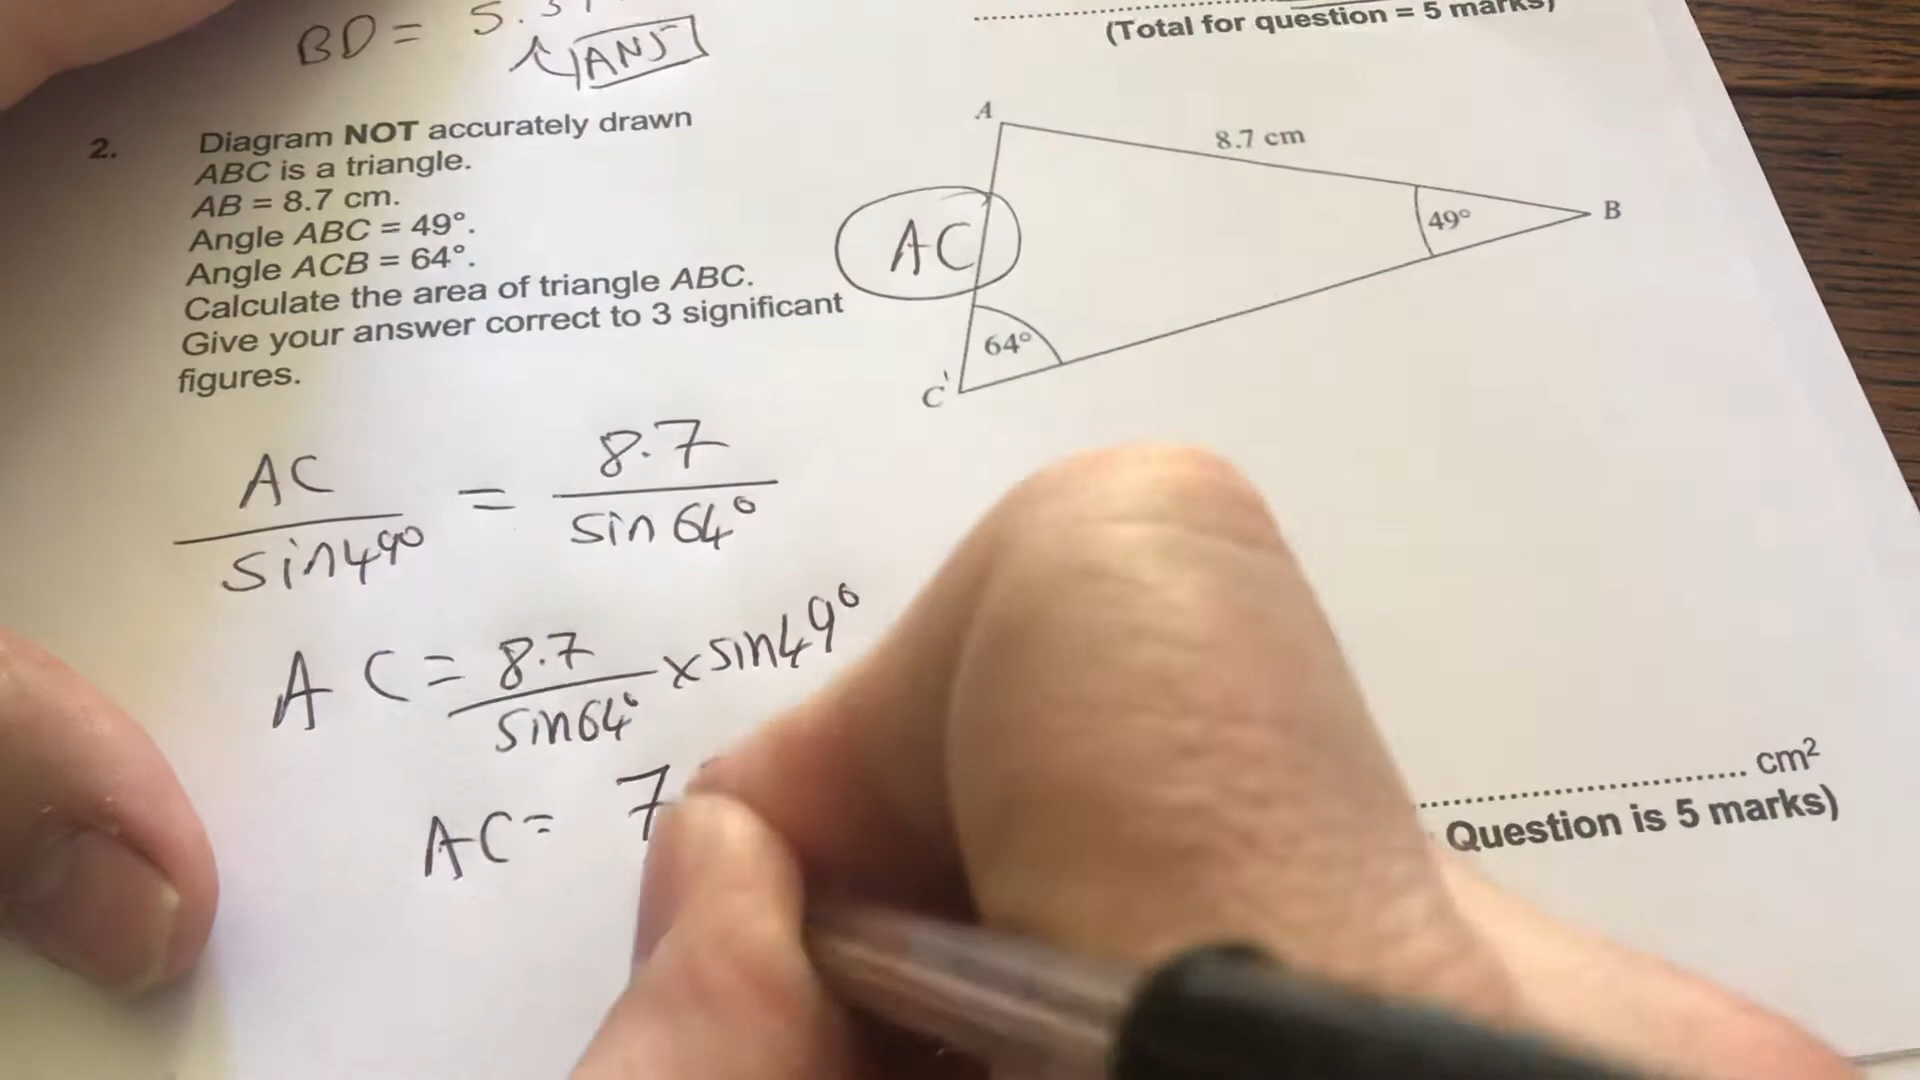 BD = 5.
ANS
(Total for question = 5 marks)
2. Diagram NOT accurately drawn
ABC is a triangle.
AB = 8.7 cm.
Angle ABC = 49°.
Angle ACB = 64°.
Calculate the area of triangle ABC.
Give your answer correct to 3 significant
figures.
A
8.7 cm
AC
49°
B
64°
C
AC / sin49° = 8.7 / sin 64°
AC = 8.7 / sin64° × sin49°
AC = 7
cm²
Question is 5 marks)